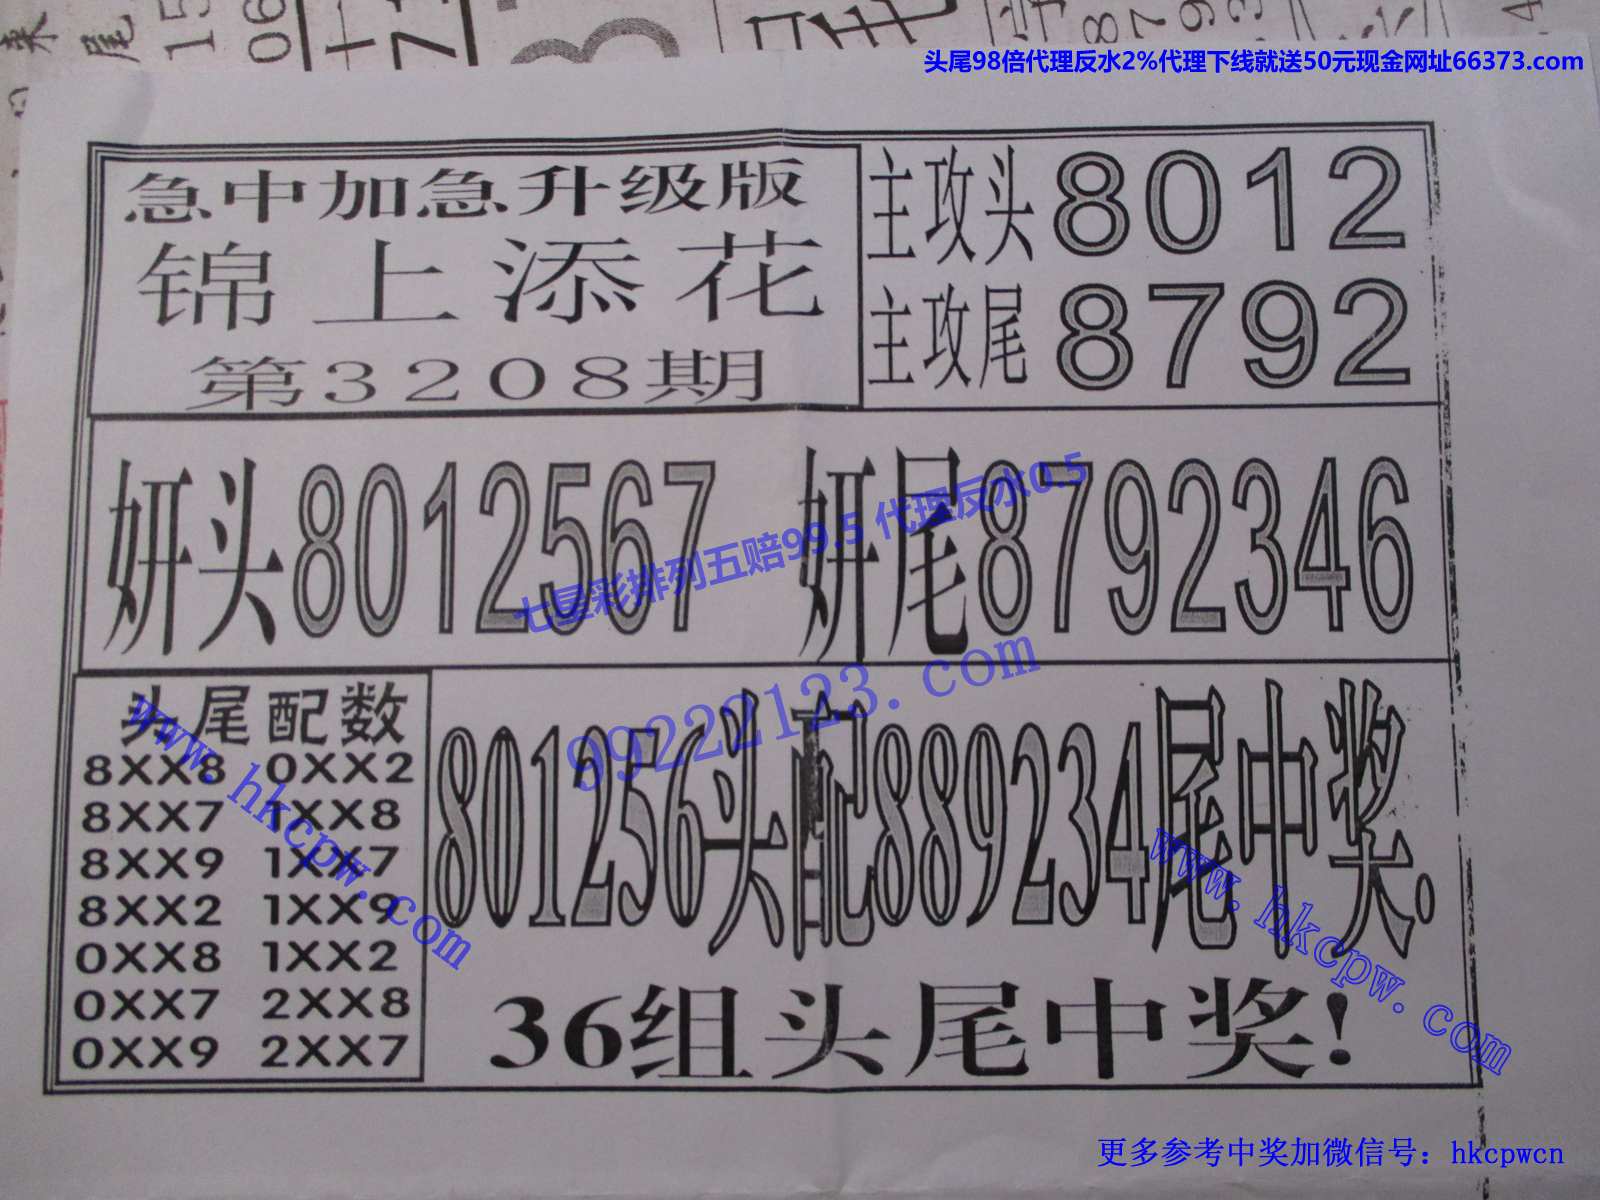 头尾98倍代理反水2%代理下线就送50元现金网址66373.com
急中加急升级版
锦上添花
第3208期
主攻头8012
主攻尾8792
妍头8012567 妍尾8792346
七星彩排列五赔99.5 代理反水0.5
99222123.com
头尾配数
8XX8 0XX2
8XX7 1XX8
8XX9 1XX7
8XX2 1XX9
0XX8 1XX2
0XX7 2XX8
0XX9 2XX7
www.hkcpw.com
801256头配889234尾中奖.
36组头尾中奖!
www.hkcpw.com
更多参考中奖加微信号：hkcpwcn